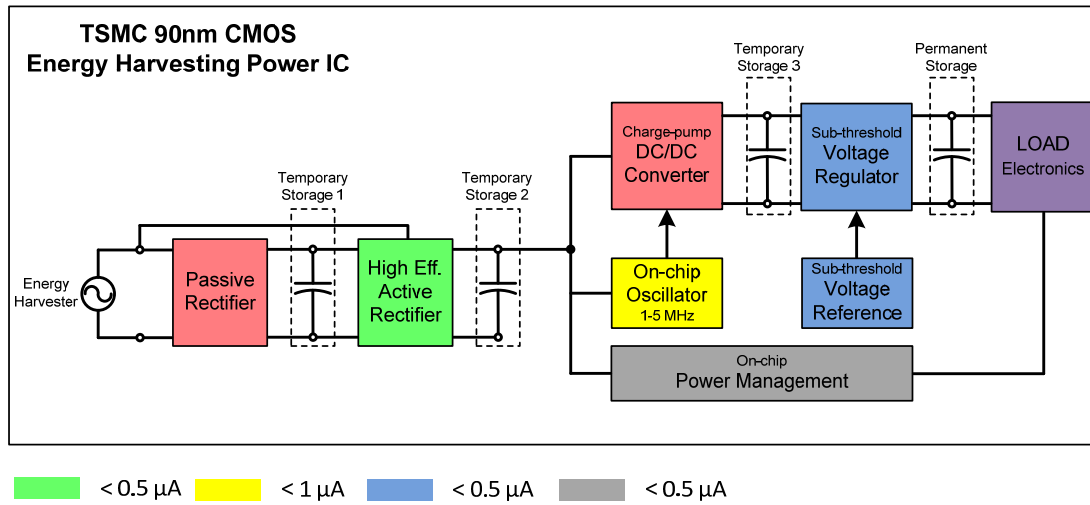 TSMC 90nm CMOS
Energy Harvesting Power IC
Energy
Harvester
Passive
Rectifier
Temporary
Storage 1
High Eff.
Active
Rectifier
Temporary
Storage 2
Charge-pump
DC/DC
Converter
On-chip
Oscillator
1-5 MHz
On-chip
Power Management
Temporary
Storage 3
Sub-threshold
Voltage
Regulator
Sub-threshold
Voltage
Reference
Permanent
Storage
LOAD
Electronics
< 0.5 µA
< 1 µA
< 0.5 µA
< 0.5 µA